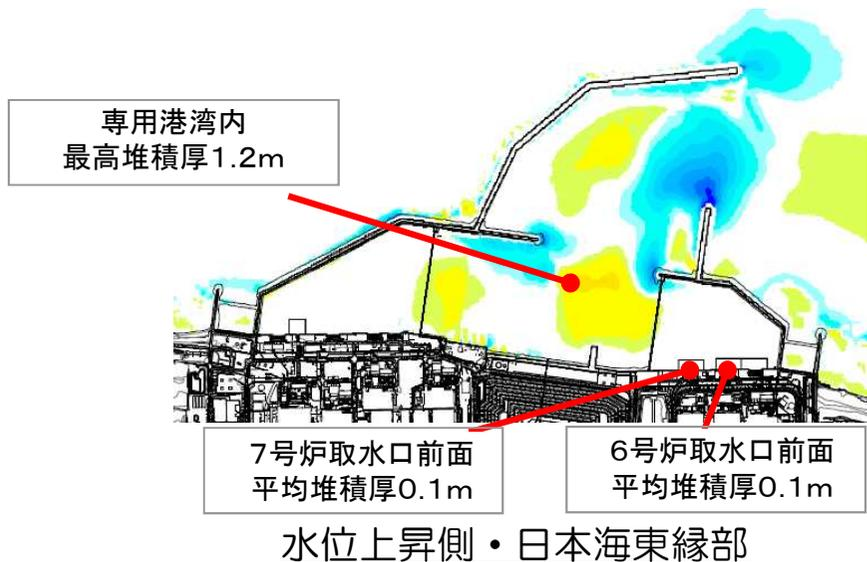 専用港湾内
最高堆積厚1.2m
7号炉取水口前面
平均堆積厚0.1m
6号炉取水口前面
平均堆積厚0.1m
水位上昇側・日本海東縁部